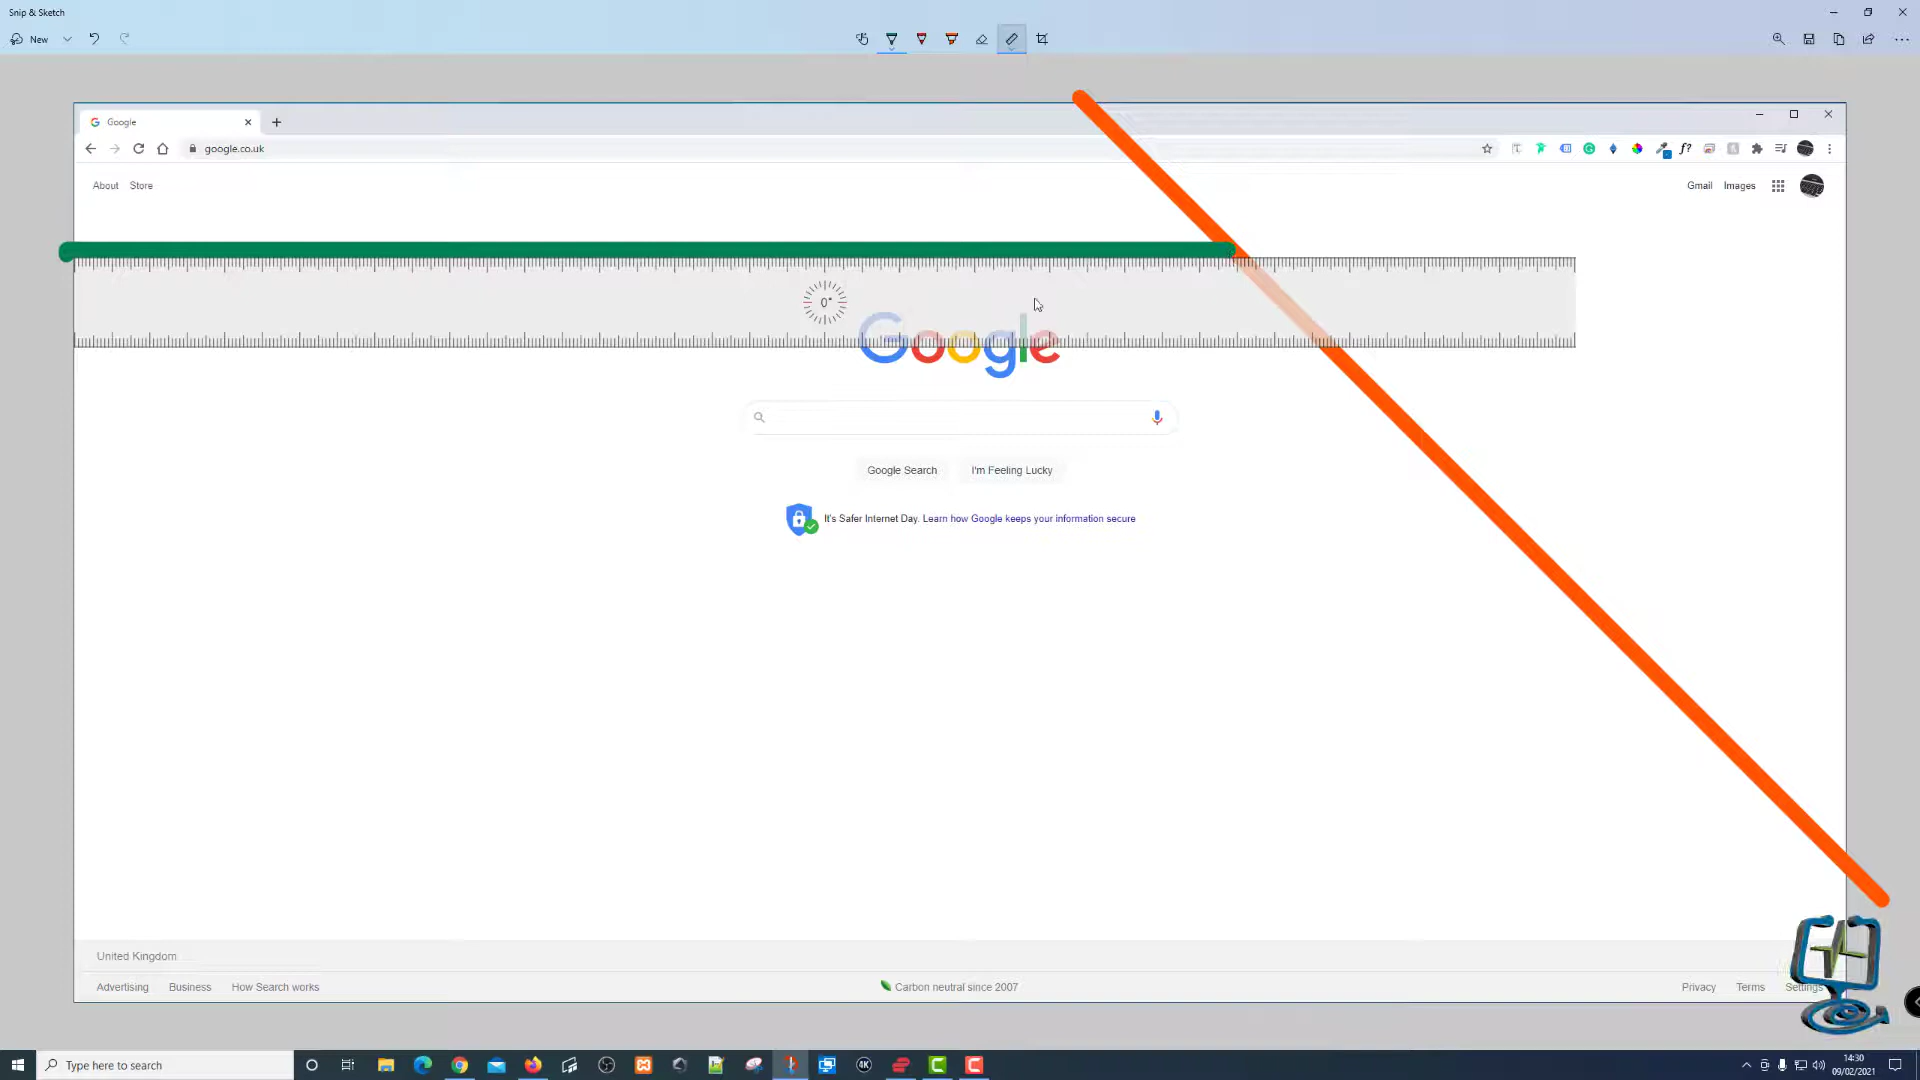 Snip & Sketch
New
Google
google.co.uk
f?
About Store
Gmail Images
0°
Google
Google Search I'm Feeling Lucky
It's Safer Internet Day. Learn how Google keeps your information secure
United Kingdom
Advertising Business How Search works
Carbon neutral since 2007
Privacy Terms Settings
Type here to search
4K
14:30
09/02/2021